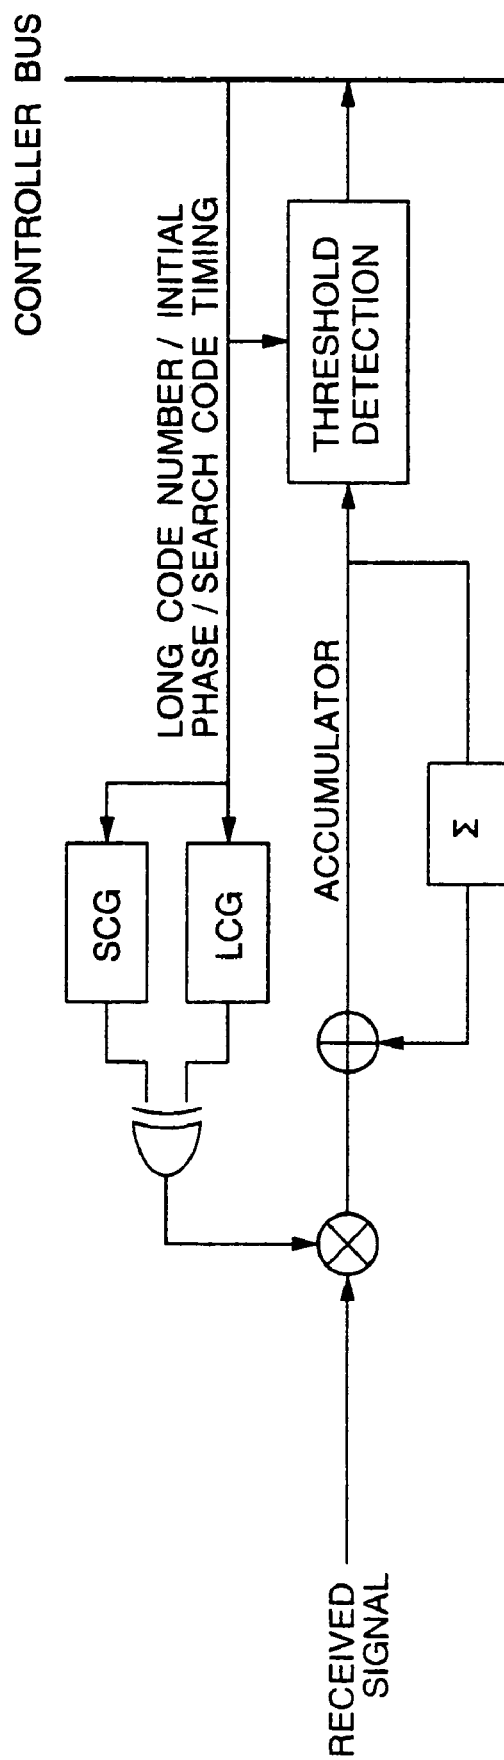 CONTROLLER BUS
LONG CODE NUMBER / INITIAL
PHASE / SEARCH CODE TIMING
SCG
LCG
THRESHOLD
DETECTION
ACCUMULATOR
Σ
RECEIVED
SIGNAL